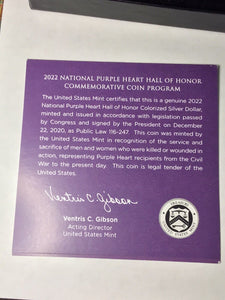 2022 NATIONAL PURPLE HEART HALL OF HONOR
COMMEMORATIVE COIN PROGRAM
The United States Mint certifies that this is a genuine 2022
National Purple Heart Hall of Honor Colorized Silver Dollar,
minted and issued in accordance with legislation passed
by Congress and signed by the President on December
22, 2020, as Public Law 116-247. This coin was minted by
the United States Mint in recognition of the service and
sacrifice of men and women who were killed or wounded in
action, representing Purple Heart recipients from the Civil
War to the present day. This coin is legal tender of the
United States.
Ventris C. Gibson
Ventris C. Gibson
Acting Director
United States Mint